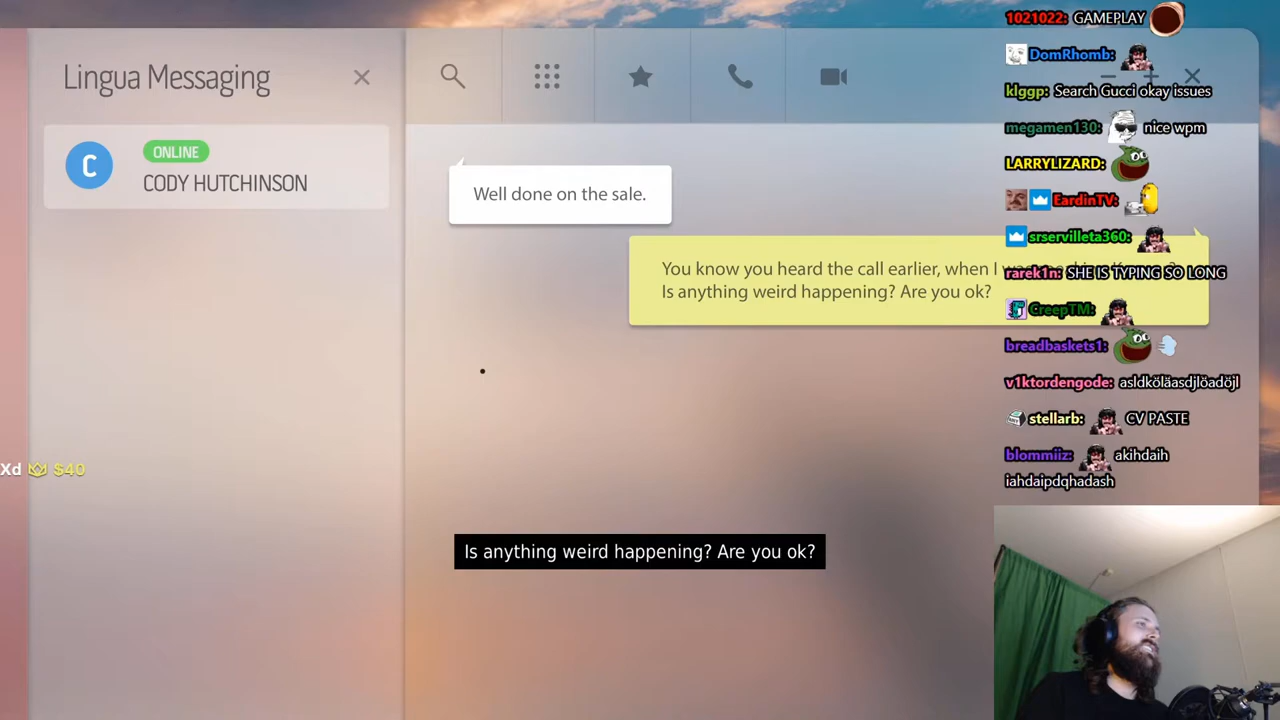 Lingua Messaging
ONLINE
C
CODY HUTCHINSON
Well done on the sale.
You know you heard the call earlier, when I
Is anything weird happening? Are you ok?
Is anything weird happening? Are you ok?
Xd $40
1021022: GAMEPLAY
DomRhomb:
klggp: Search Gucci okay issues
megamen130: nice wpm
LARRYLIZARD:
EardinTV:
srservilleta360:
rarek1n: SHE IS TYPING SO LONG
CreepTM:
breadbaskets1:
v1ktordengode: asldköläasdjlöadöjl
stellarb: CV PASTE
blommiiz: akihdaih
iahdaipdqhadash